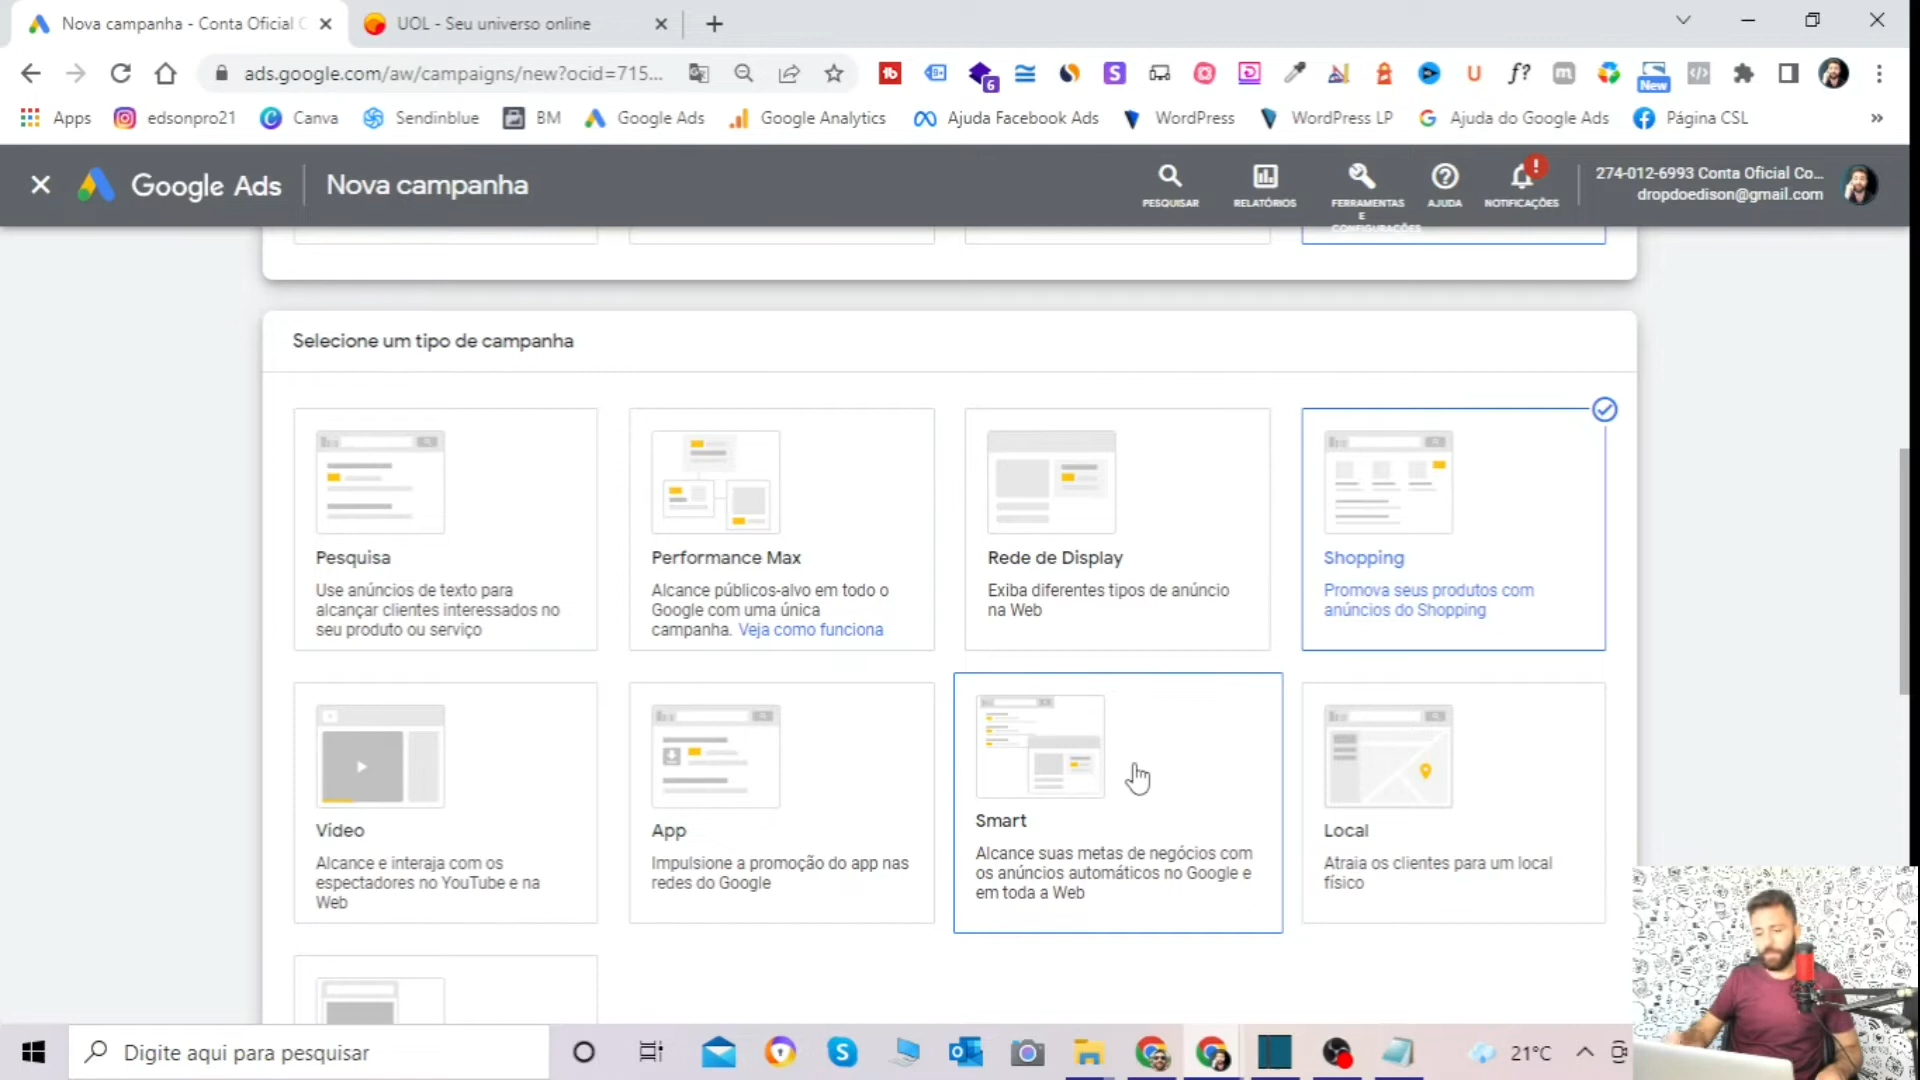 Nova campanha - Conta Oficial C
UOL - Seu universo online
ads.google.com/aw/campaigns/new?ocid=715...
6
New
Apps
edsonpro21
Canva
Sendinblue
BM
Google Ads
Google Analytics
Ajuda Facebook Ads
WordPress
WordPress LP
Ajuda do Google Ads
Página CSL
Google Ads
Nova campanha
PESQUISAR
RELATÓRIOS
FERRAMENTAS
E
CONFIGURAÇÕES
AJUDA
NOTIFICAÇÕES
274-012-6993 Conta Oficial Co...
dropdoedison@gmail.com
Selecione um tipo de campanha
Pesquisa
Use anúncios de texto para
alcançar clientes interessados no
seu produto ou serviço
Performance Max
Alcance públicos-alvo em todo o
Google com uma única
campanha. Veja como funciona
Rede de Display
Exiba diferentes tipos de anúncio
na Web
Shopping
Promova seus produtos com
anúncios do Shopping
Vídeo
Alcance e interaja com os
espectadores no YouTube e na
Web
App
Impulsione a promoção do app nas
redes do Google
Smart
Alcance suas metas de negócios com
os anúncios automáticos no Google e
em toda a Web
Local
Atraia os clientes para um local
físico
Digite aqui para pesquisar
21°C